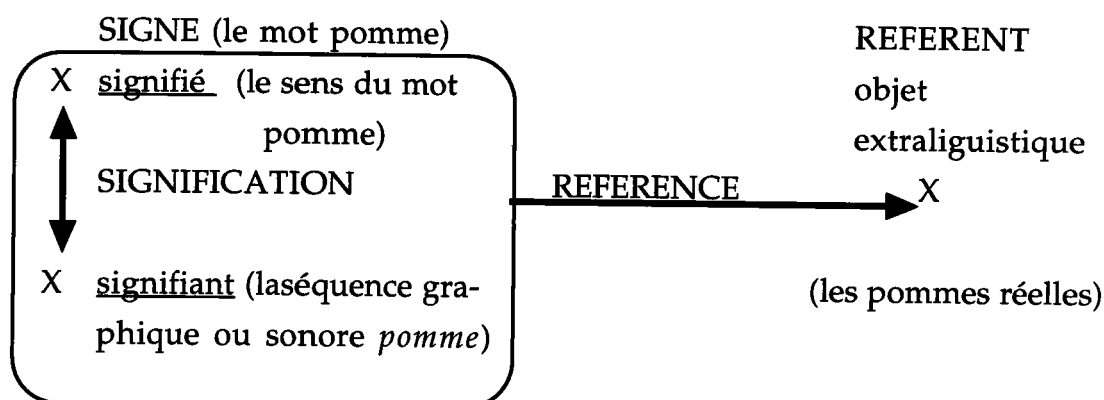 SIGNE (le mot pomme)
X signifié (le sens du mot
pomme)
SIGNIFICATION
X signifiant (laséquence gra-
phique ou sonore pomme)
REFERENCE
REFERENT
objet
extraliguistique
X
(les pommes réelles)